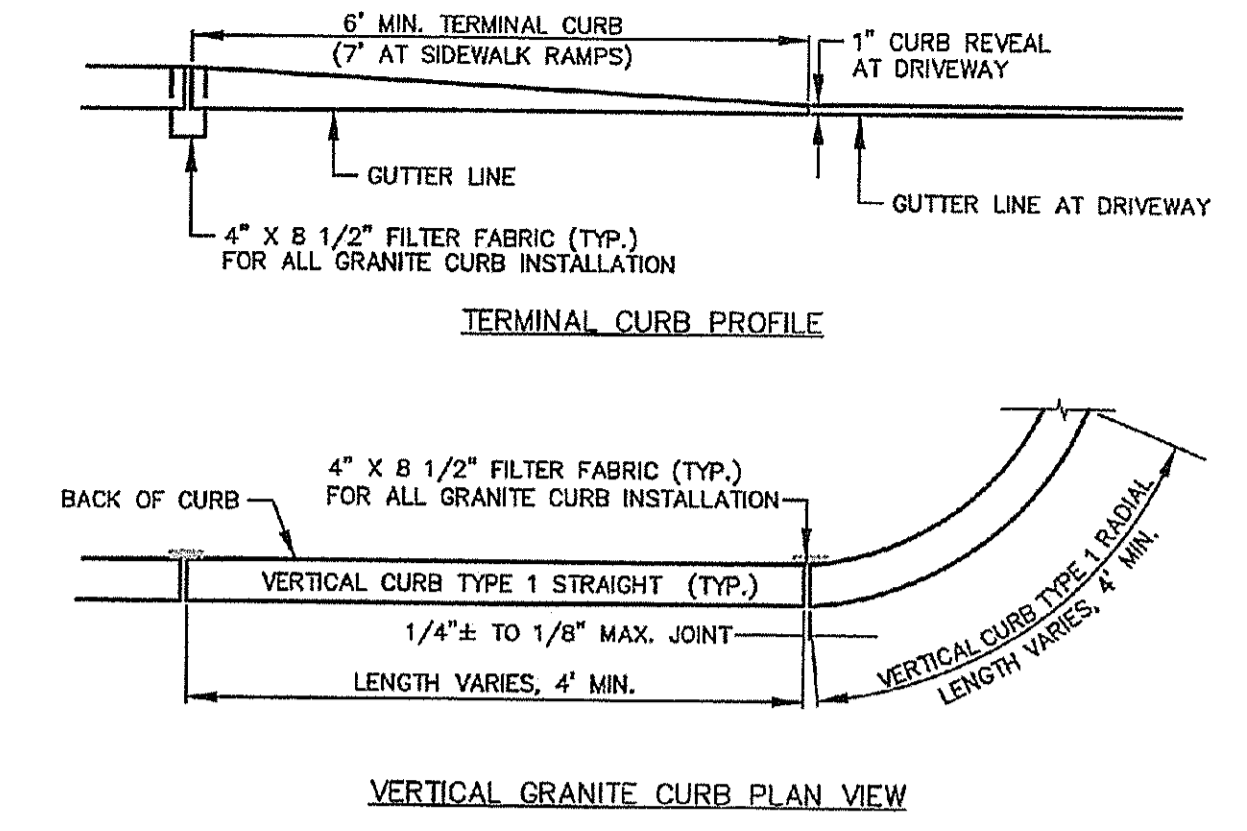 6' MIN. TERMINAL CURB
(7' AT SIDEWALK RAMPS)
1" CURB REVEAL
AT DRIVEWAY
GUTTER LINE
GUTTER LINE AT DRIVEWAY
4" X 8 1/2" FILTER FABRIC (TYP.)
FOR ALL GRANITE CURB INSTALLATION
TERMINAL CURB PROFILE
4" X 8 1/2" FILTER FABRIC (TYP.)
FOR ALL GRANITE CURB INSTALLATION
BACK OF CURB
VERTICAL CURB TYPE 1 STRAIGHT (TYP.)
1/4"± TO 1/8" MAX. JOINT
LENGTH VARIES, 4' MIN.
VERTICAL CURB TYPE 1 RADIAL
LENGTH VARIES, 4' MIN.
VERTICAL GRANITE CURB PLAN VIEW